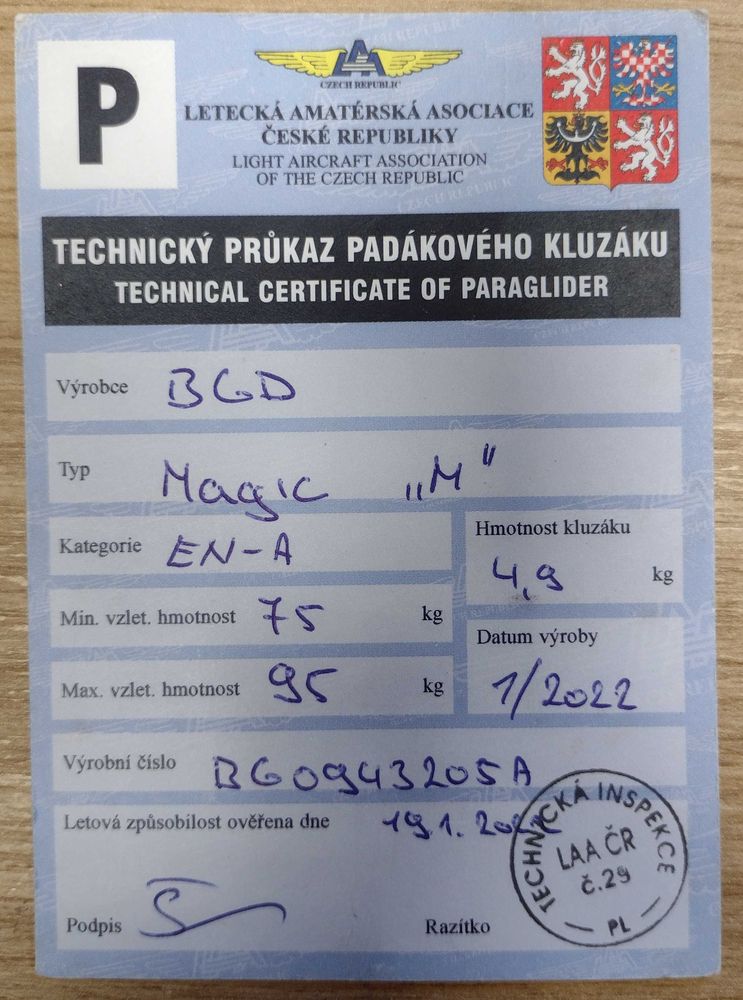 P
CZECH REPUBLIC
LETECKÁ AMATÉRSKÁ ASOCIACE
ČESKÉ REPUBLIKY
LIGHT AIRCRAFT ASSOCIATION
OF THE CZECH REPUBLIC
TECHNICKÝ PRŮKAZ PADÁKOVÉHO KLUZÁKU
TECHNICAL CERTIFICATE OF PARAGLIDER
Výrobce BGD
Typ Magic „M“
Kategorie EN-A
Hmotnost kluzáku
4,9 kg
Min. vzlet. hmotnost 75 kg
Datum výroby
1/2022
Max. vzlet. hmotnost 95 kg
Výrobní číslo BG0943205A
Letová způsobilost ověřena dne 19.1.
TECHNICKÁ INSPEKCE
LAA ČR
č.29
PL
Podpis
Razítko